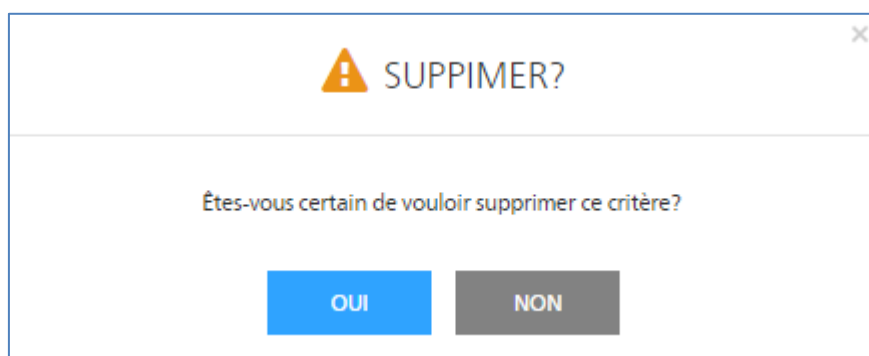 SUPPIMER?
Êtes-vous certain de vouloir supprimer ce critère?
OUI NON